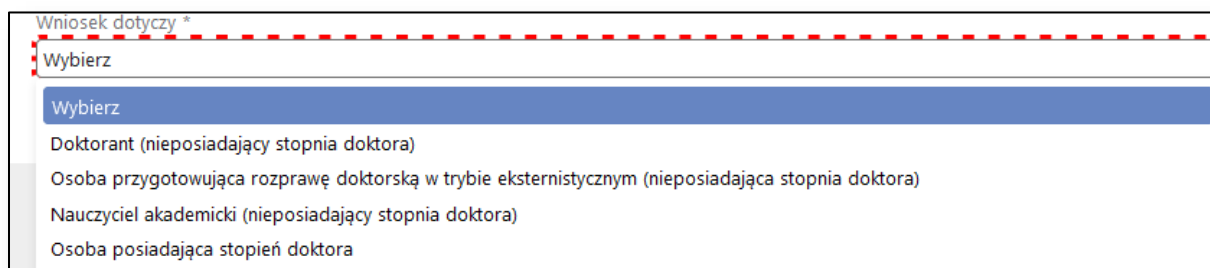 Wniosek dotyczy *
Wybierz
Wybierz
Doktorant (nieposiadający stopnia doktora)
Osoba przygotowująca rozprawę doktorską w trybie eksternistycznym (nieposiadająca stopnia doktora)
Nauczyciel akademicki (nieposiadający stopnia doktora)
Osoba posiadająca stopień doktora